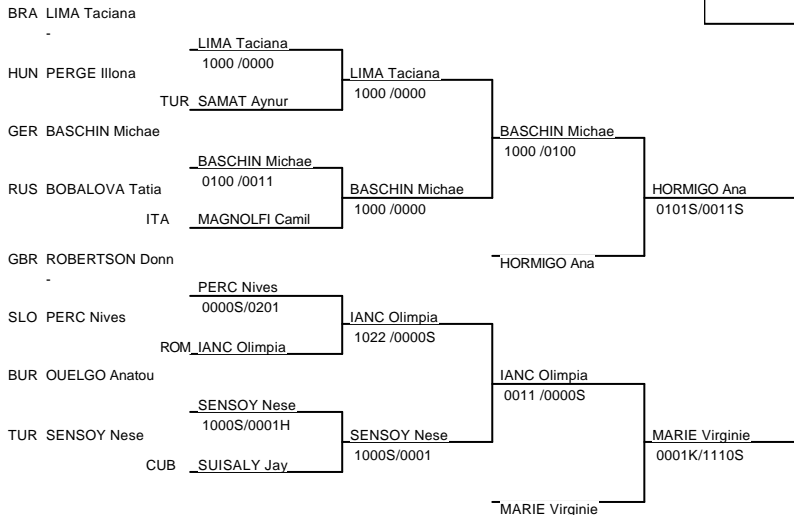 BRA LIMA Taciana
-
LIMA Taciana
1000 /0000
HUN PERGE Illona
LIMA Taciana
1000 /0000
TUR SAMAT Aynur
GER BASCHIN Michae
BASCHIN Michae
1000 /0100
BASCHIN Michae
0100 /0011
RUS BOBALOVA Tatia
BASCHIN Michae
1000 /0000
HORMIGO Ana
0101S/0011S
ITA MAGNOLFI Camil
GBR ROBERTSON Donn
-
HORMIGO Ana
PERC Nives
0000S/0201
SLO PERC Nives
IANC Olimpia
1022 /0000S
ROM IANC Olimpia
BUR OUELGO Anatou
IANC Olimpia
0011 /0000S
SENSOY Nese
1000S/0001H
TUR SENSOY Nese
SENSOY Nese
1000S/0001
MARIE Virginie
0001K/1110S
CUB SUISALY Jay
MARIE Virginie